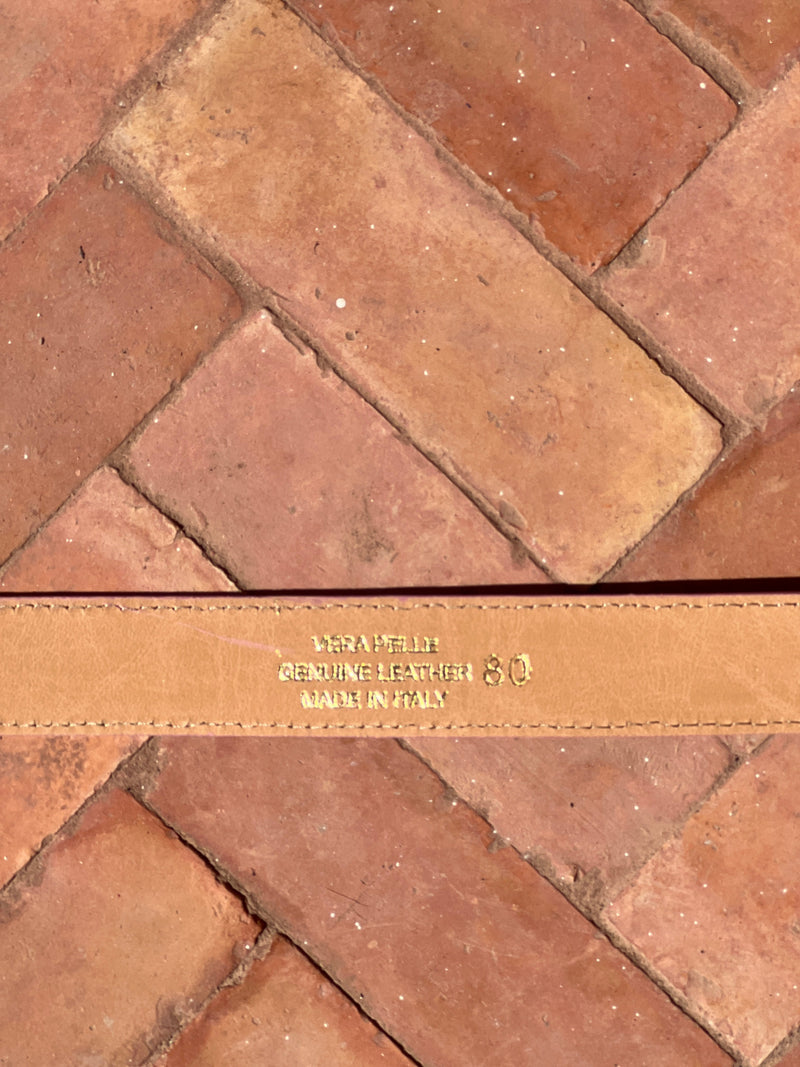 VERA PELLE
GENUINE LEATHER 80
MADE IN ITALY